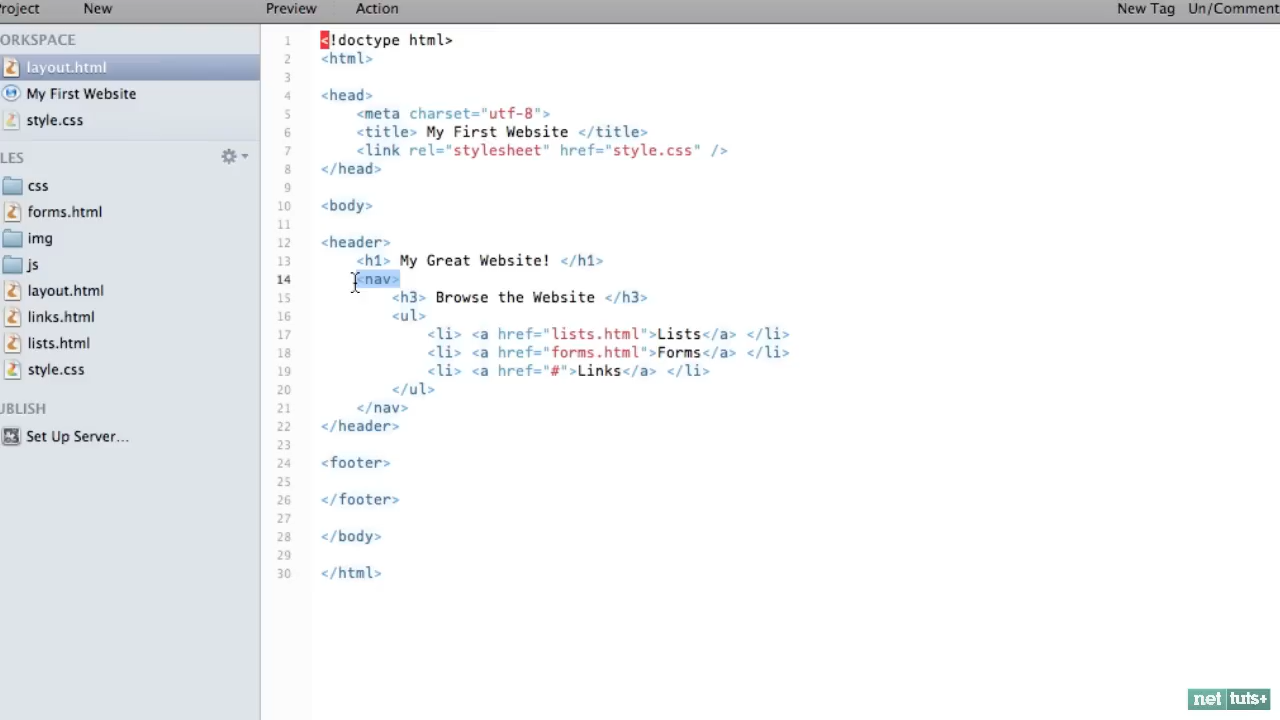 Project New Preview Action New Tag Un/Comment
ORKSPACE
layout.html
My First Website
style.css
LES
css
forms.html
img
js
layout.html
links.html
lists.html
style.css
UBLISH
Set Up Server...
1 <!doctype html>
2 <html>
3
4 <head>
5 <meta charset="utf-8">
6 <title> My First Website </title>
7 <link rel="stylesheet" href="style.css" />
8 </head>
9
10 <body>
11
12 <header>
13 <h1> My Great Website! </h1>
14 <nav>
15 <h3> Browse the Website </h3>
16 <ul>
17 <li> <a href="lists.html">Lists</a> </li>
18 <li> <a href="forms.html">Forms</a> </li>
19 <li> <a href="#">Links</a> </li>
20 </ul>
21 </nav>
22 </header>
23
24 <footer>
25
26 </footer>
27
28 </body>
29
30 </html>
net tuts+